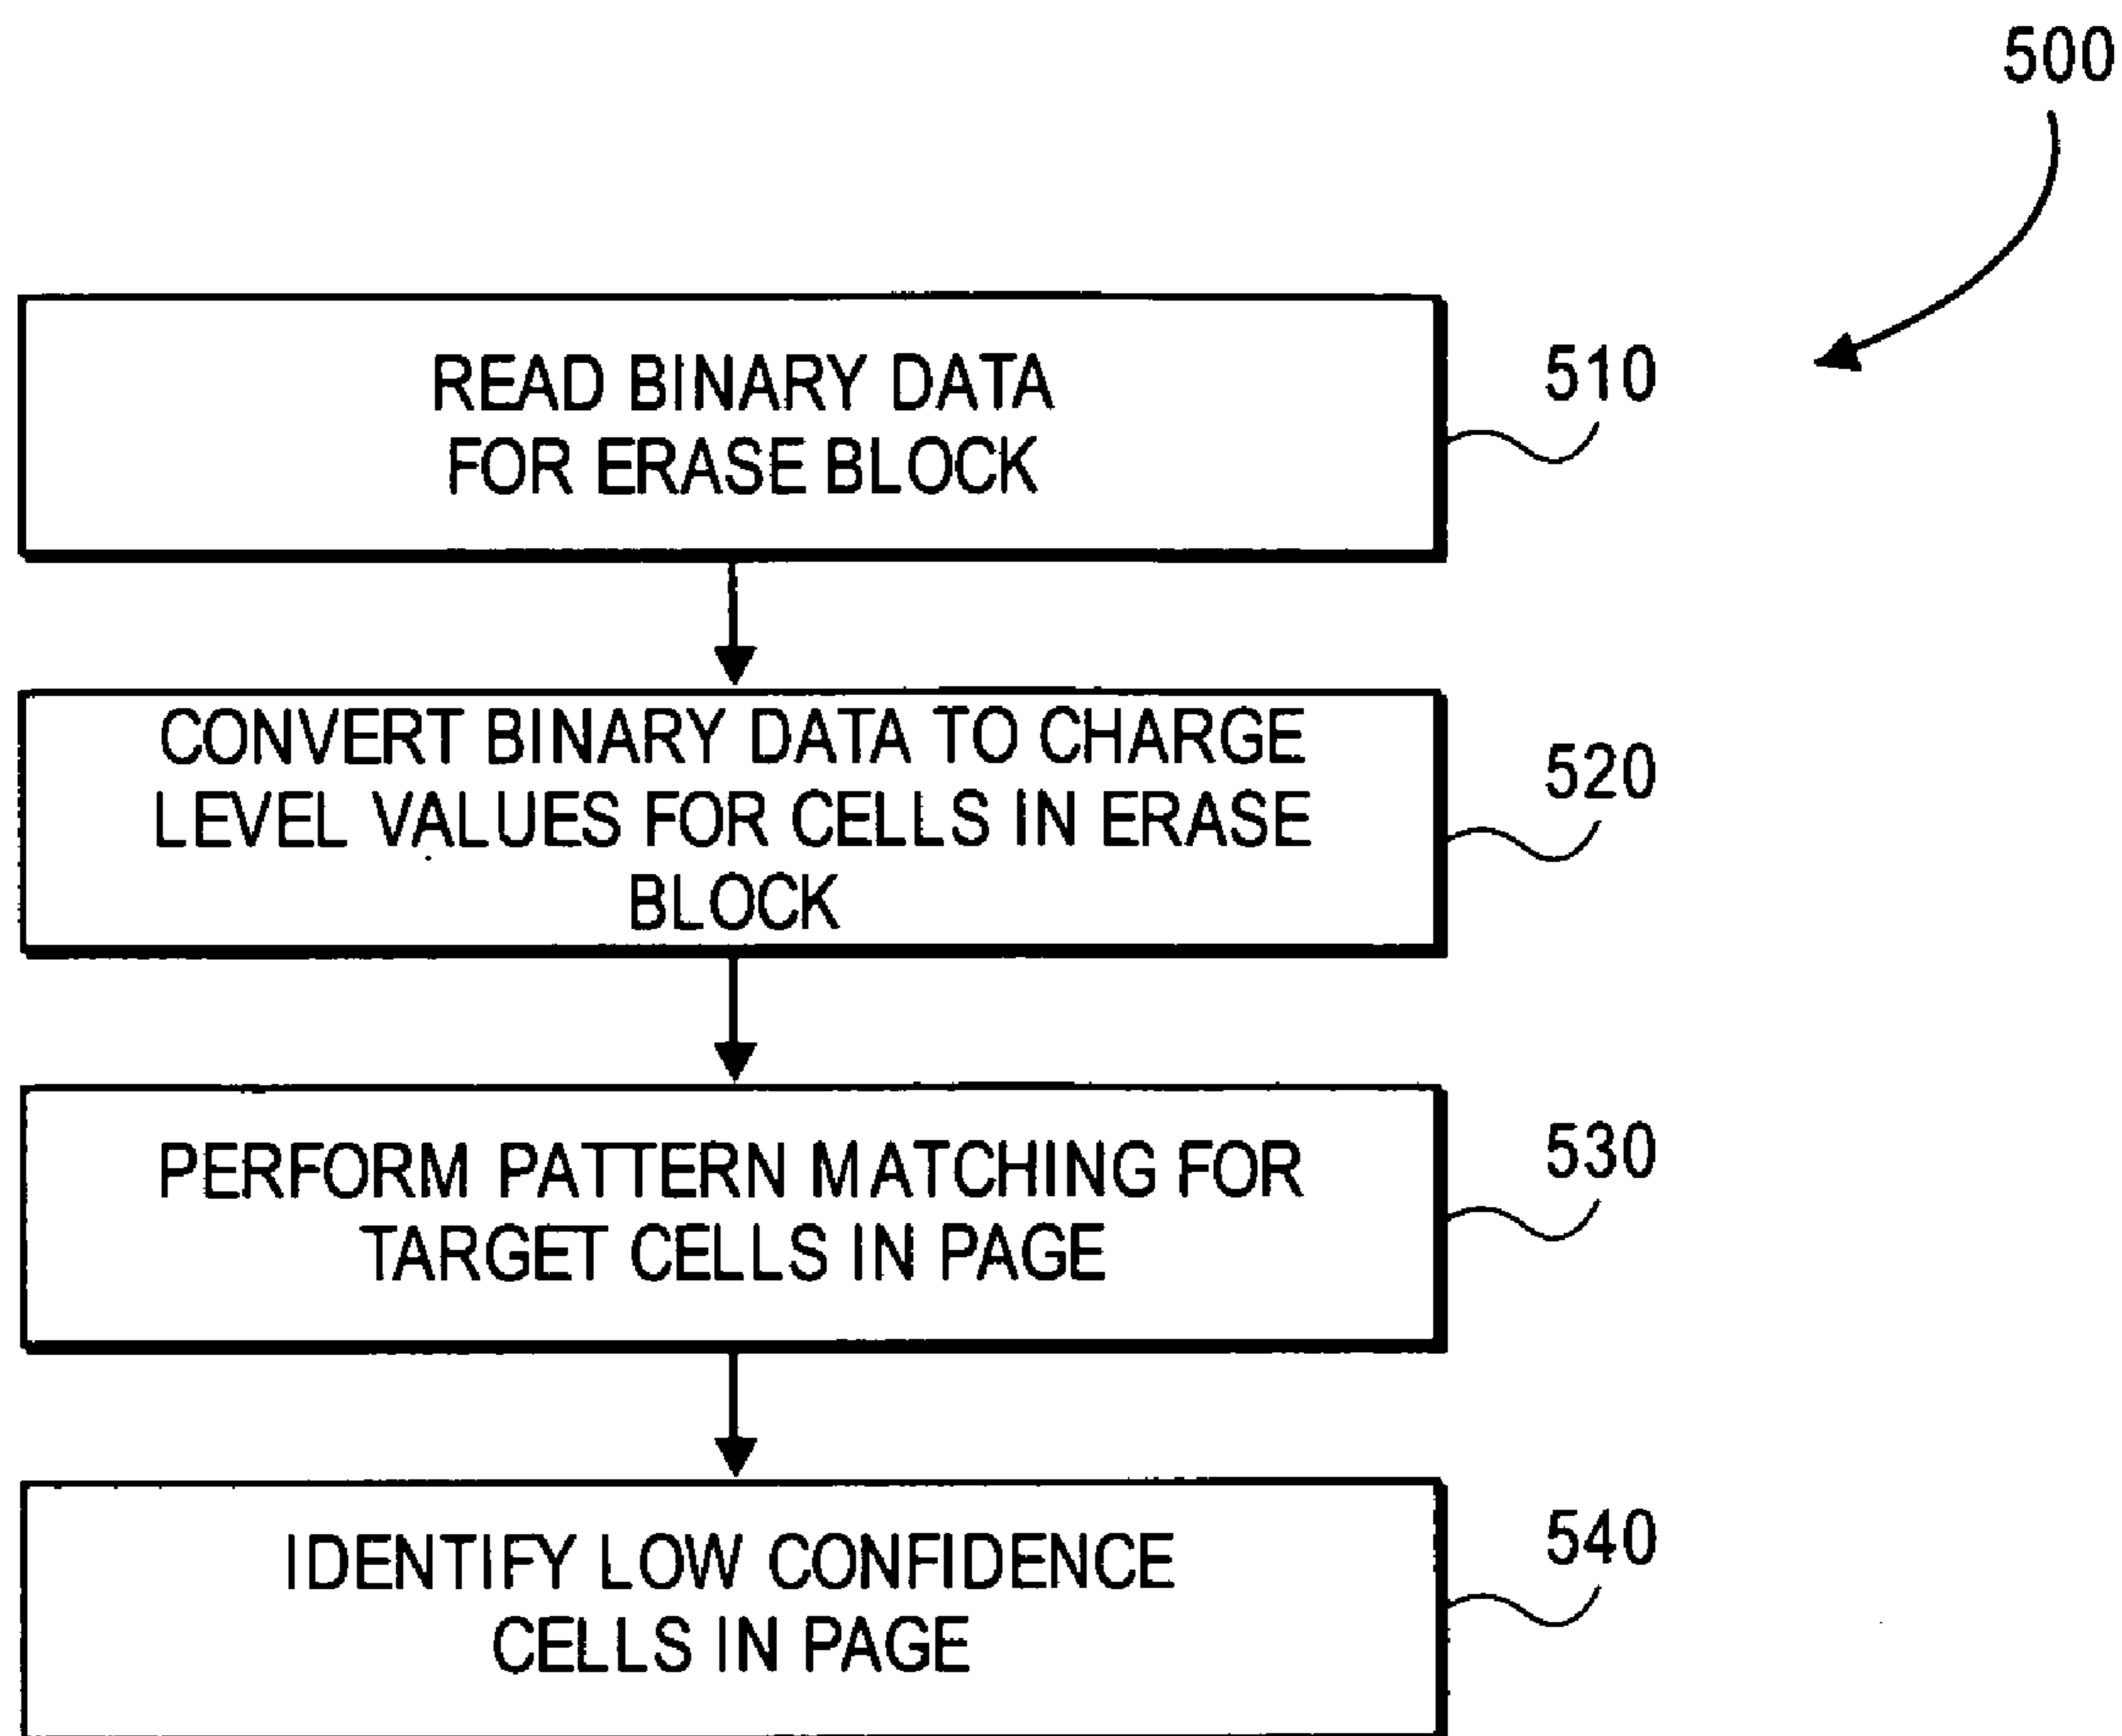 500
READ BINARY DATA
FOR ERASE BLOCK
510
CONVERT BINARY DATA TO CHARGE
LEVEL VALUES FOR CELLS IN ERASE
BLOCK
520
PERFORM PATTERN MATCHING FOR
TARGET CELLS IN PAGE
530
IDENTIFY LOW CONFIDENCE
CELLS IN PAGE
540